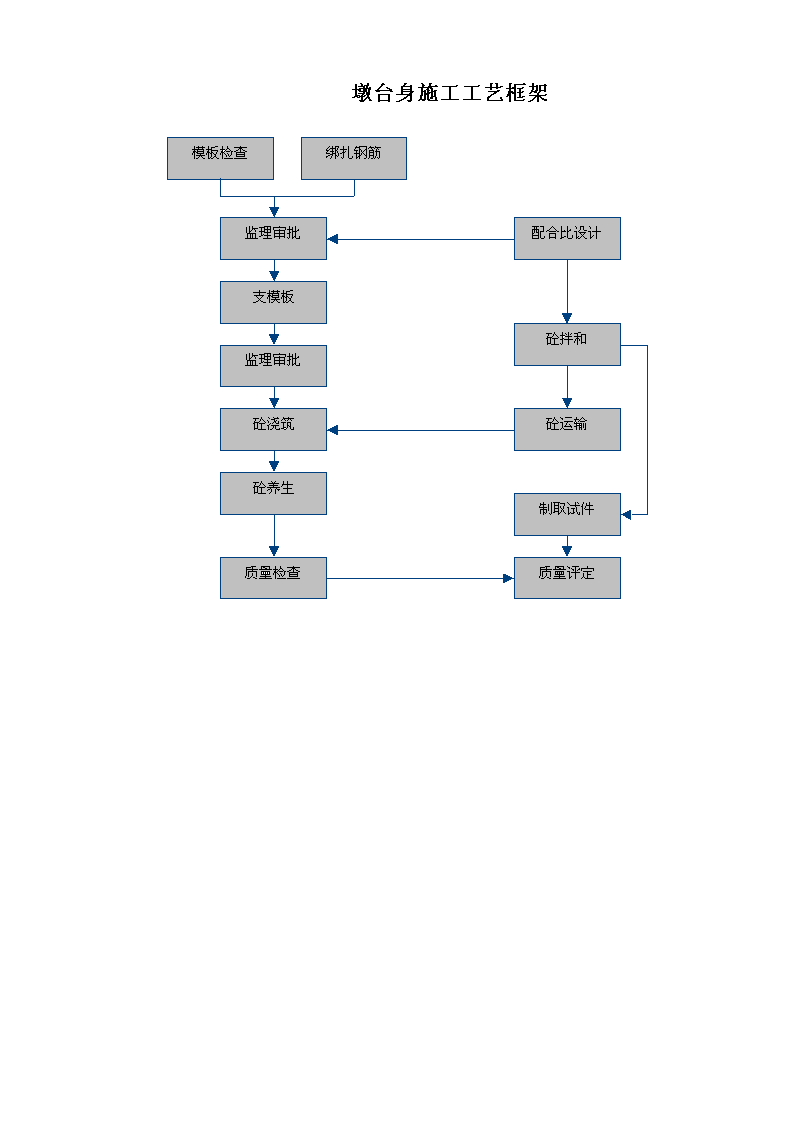 墩台身施工工艺框架
模板检查
绑扎钢筋
监理审批
配合比设计
支模板
砼拌和
监理审批
砼浇筑
砼运输
砼养生
制取试件
质量检查
质量评定